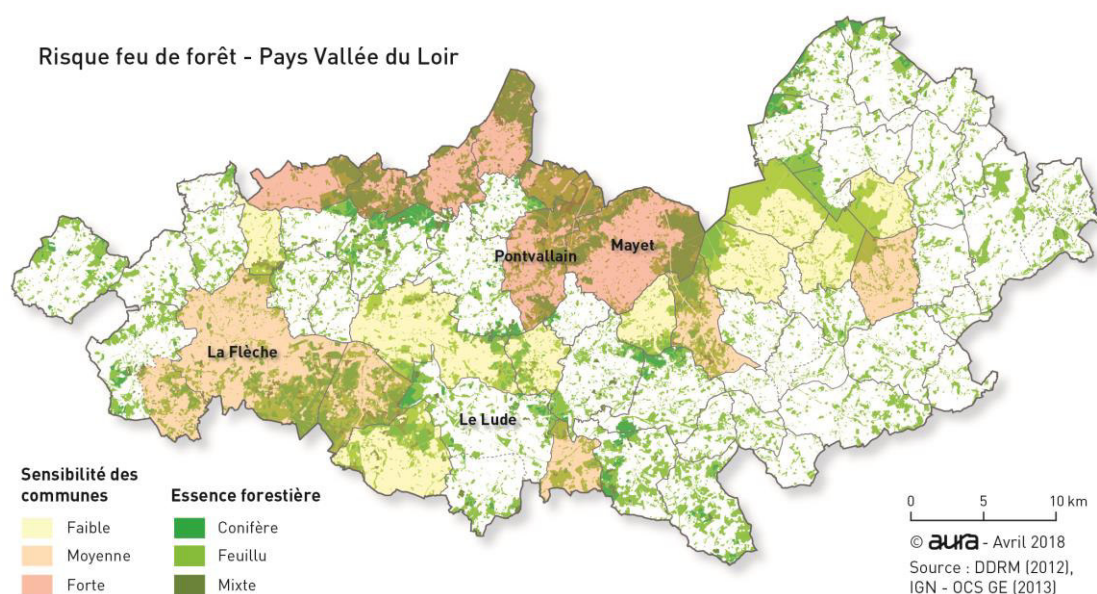 Risque feu de forêt - Pays Vallée du Loir
Pontvallain
Mayet
La Flèche
Le Lude
Sensibilité des
communes
Faible
Moyenne
Forte
Essence forestière
Conifère
Feuillu
Mixte
0 5 10 km
© aura - Avril 2018
Source : DDRM (2012),
IGN - OCS GE (2013)